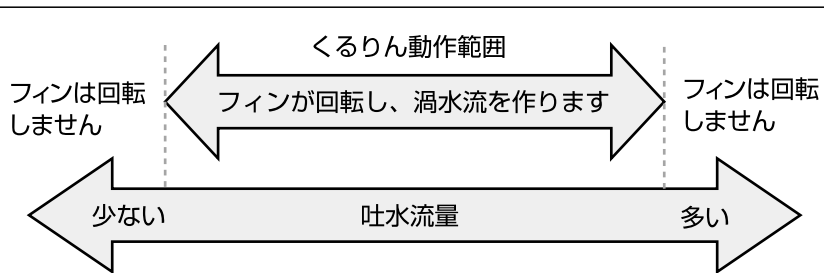 くるりん動作範囲
フィンは回転
しません
フィンが回転し、渦水流を作ります
フィンは回転
しません
少ない
吐水流量
多い